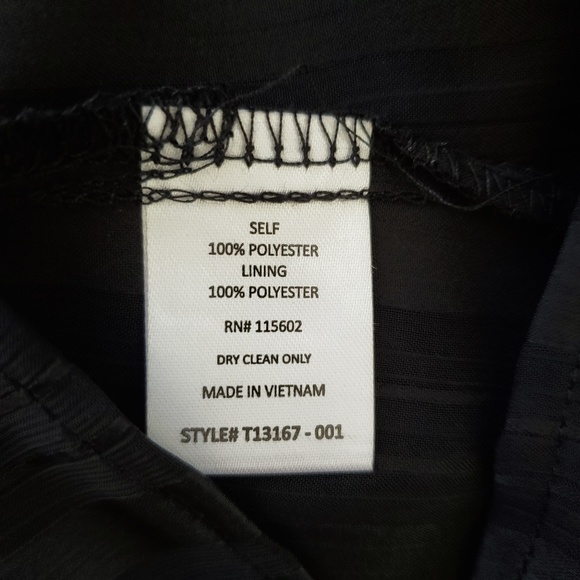 SELF
100% POLYESTER
LINING
100% POLYESTER
RN# 115602
DRY CLEAN ONLY
MADE IN VIETNAM
STYLE# T13167 - 001